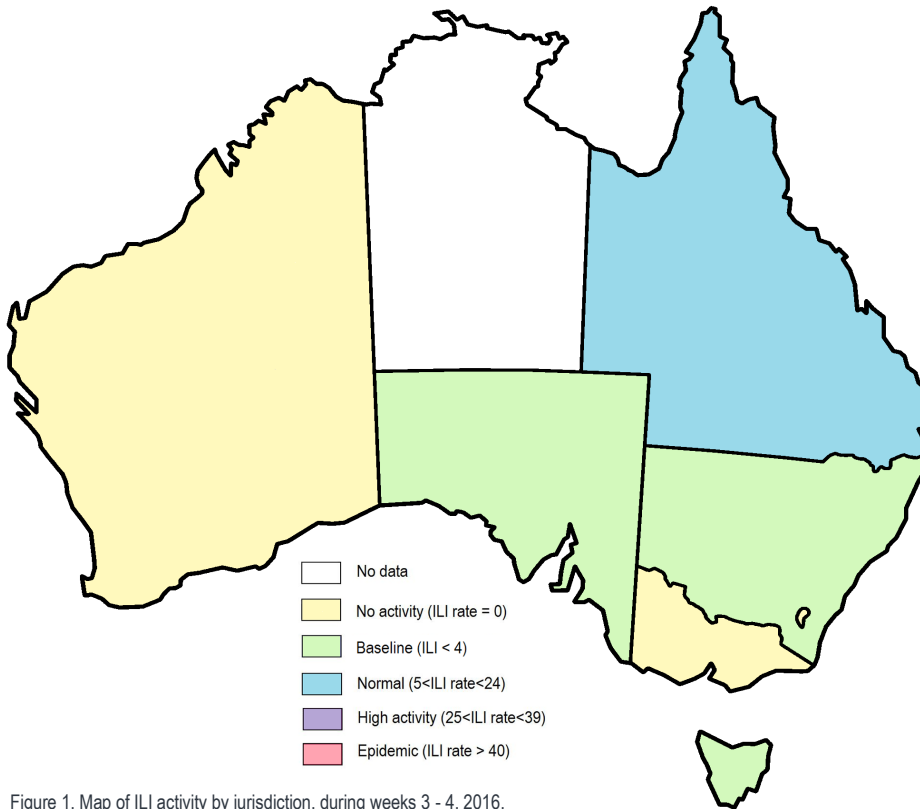 No data
No activity (ILI rate = 0)
Baseline (ILI < 4)
Normal (5<ILI rate<24)
High activity (25<ILI rate<39)
Epidemic (ILI rate > 40)
Figure 1. Map of ILI activity by jurisdiction, during weeks 3 - 4, 2016.